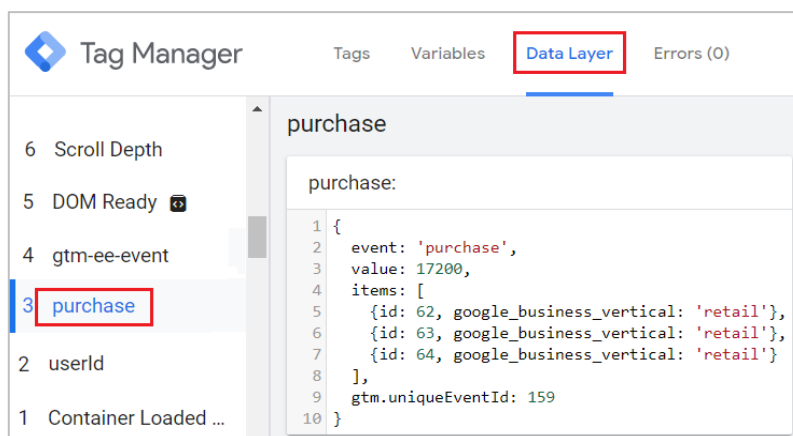 Tag Manager Tags Variables Data Layer Errors (0)
6 Scroll Depth
5 DOM Ready
4 gtm-ee-event
3 purchase
2 userId
1 Container Loaded ...
purchase
purchase:
1 {
2   event: 'purchase',
3   value: 17200,
4   items: [
5     {id: 62, google_business_vertical: 'retail'},
6     {id: 63, google_business_vertical: 'retail'},
7     {id: 64, google_business_vertical: 'retail'}
8   ],
9   gtm.uniqueEventId: 159
10 }